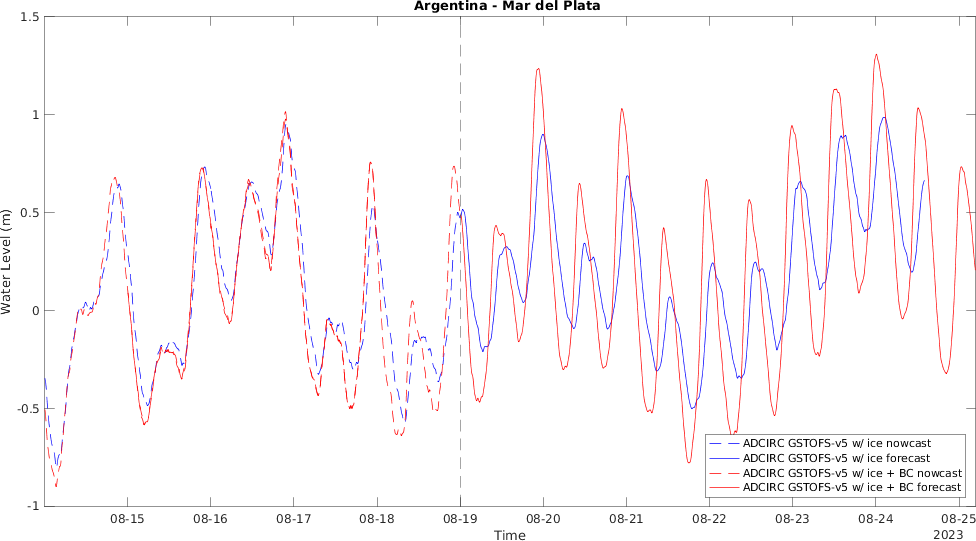 Argentina - Mar del Plata
Water Level (m)
1.5
1
0.5
0
-0.5
-1
ADCIRC GSTOFS-v5 w/ ice nowcast
ADCIRC GSTOFS-v5 w/ ice forecast
ADCIRC GSTOFS-v5 w/ ice + BC nowcast
ADCIRC GSTOFS-v5 w/ ice + BC forecast
08-15 08-16 08-17 08-18 08-19 08-20 08-21 08-22 08-23 08-24 08-25
Time
2023